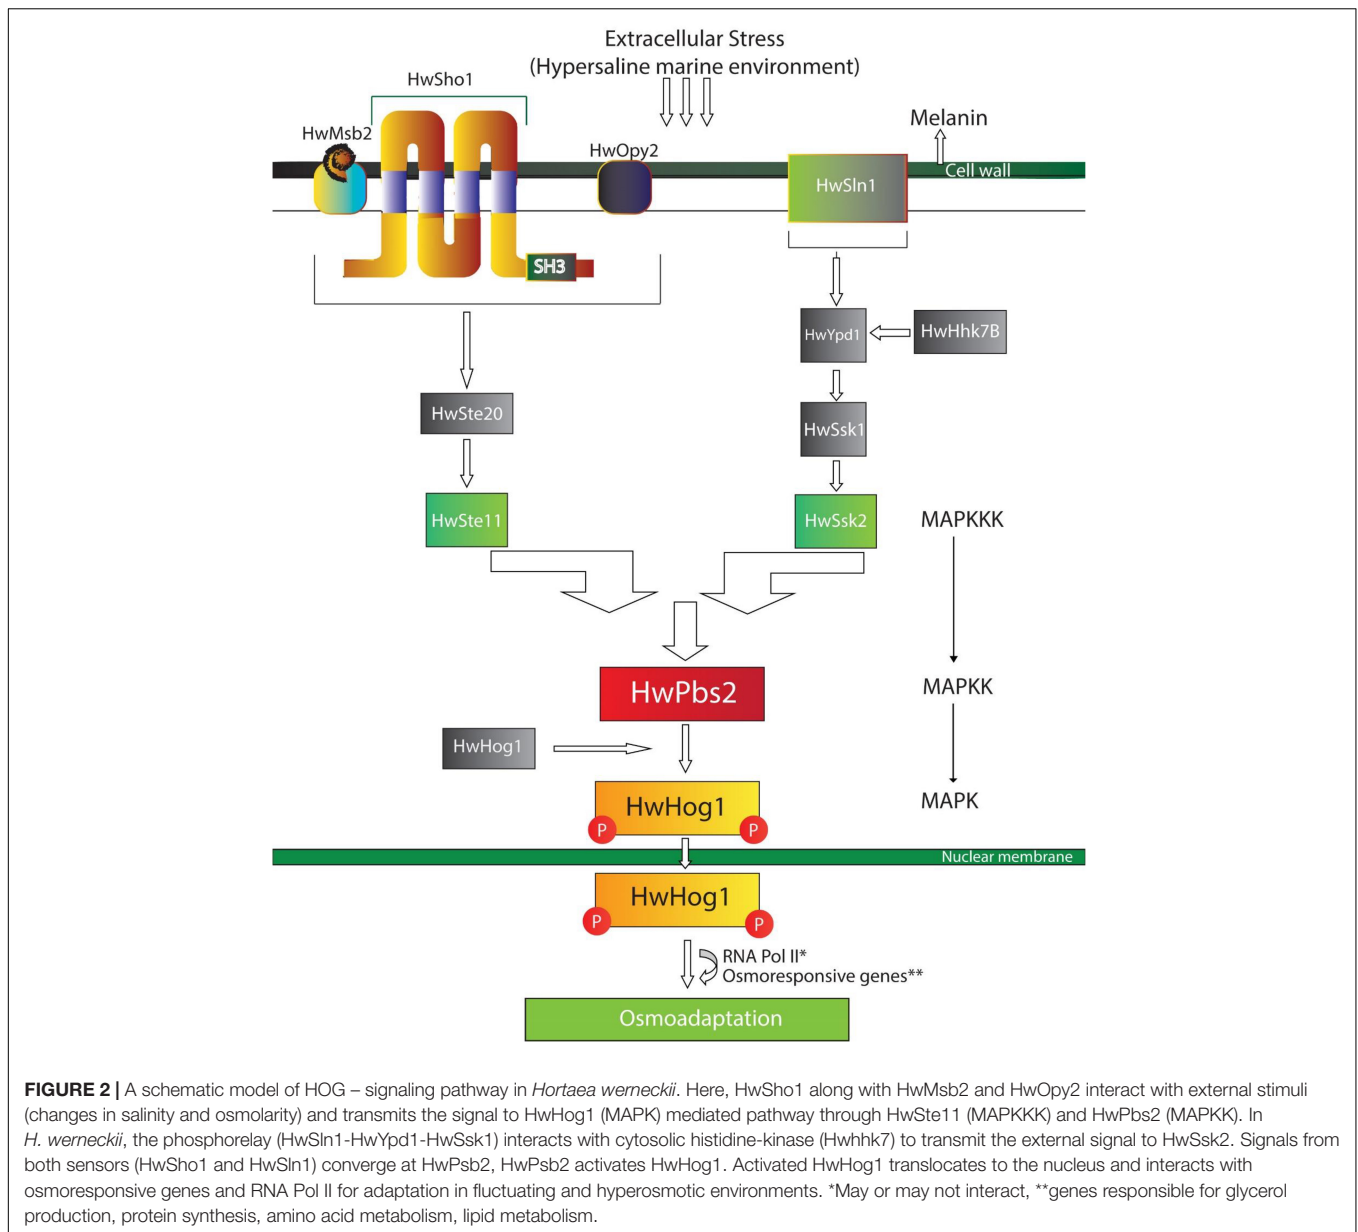 Extracellular Stress
(Hypersaline marine environment)
HwSho1
HwMsb2
HwOpy2
Melanin
Cell wall
HwSln1
SH3
HwYpd1
HwHhk7B
HwSte20
HwSsk1
HwSte11
HwSsk2
MAPKKK
HwPbs2
MAPKK
HwHog1
HwHog1
MAPK
P
P
Nuclear membrane
HwHog1
P
P
RNA Pol II*
Osmoresponsive genes**
Osmoadaptation
FIGURE 2 | A schematic model of HOG – signaling pathway in Hortaea werneckii. Here, HwSho1 along with HwMsb2 and HwOpy2 interact with external stimuli
(changes in salinity and osmolarity) and transmits the signal to HwHog1 (MAPK) mediated pathway through HwSte11 (MAPKKK) and HwPbs2 (MAPKK). In
H. werneckii, the phosphorelay (HwSln1-HwYpd1-HwSsk1) interacts with cytosolic histidine-kinase (Hwhhk7) to transmit the external signal to HwSsk2. Signals from
both sensors (HwSho1 and HwSln1) converge at HwPsb2, HwPsb2 activates HwHog1. Activated HwHog1 translocates to the nucleus and interacts with
osmoresponsive genes and RNA Pol II for adaptation in fluctuating and hyperosmotic environments. *May or may not interact, **genes responsible for glycerol
production, protein synthesis, amino acid metabolism, lipid metabolism.